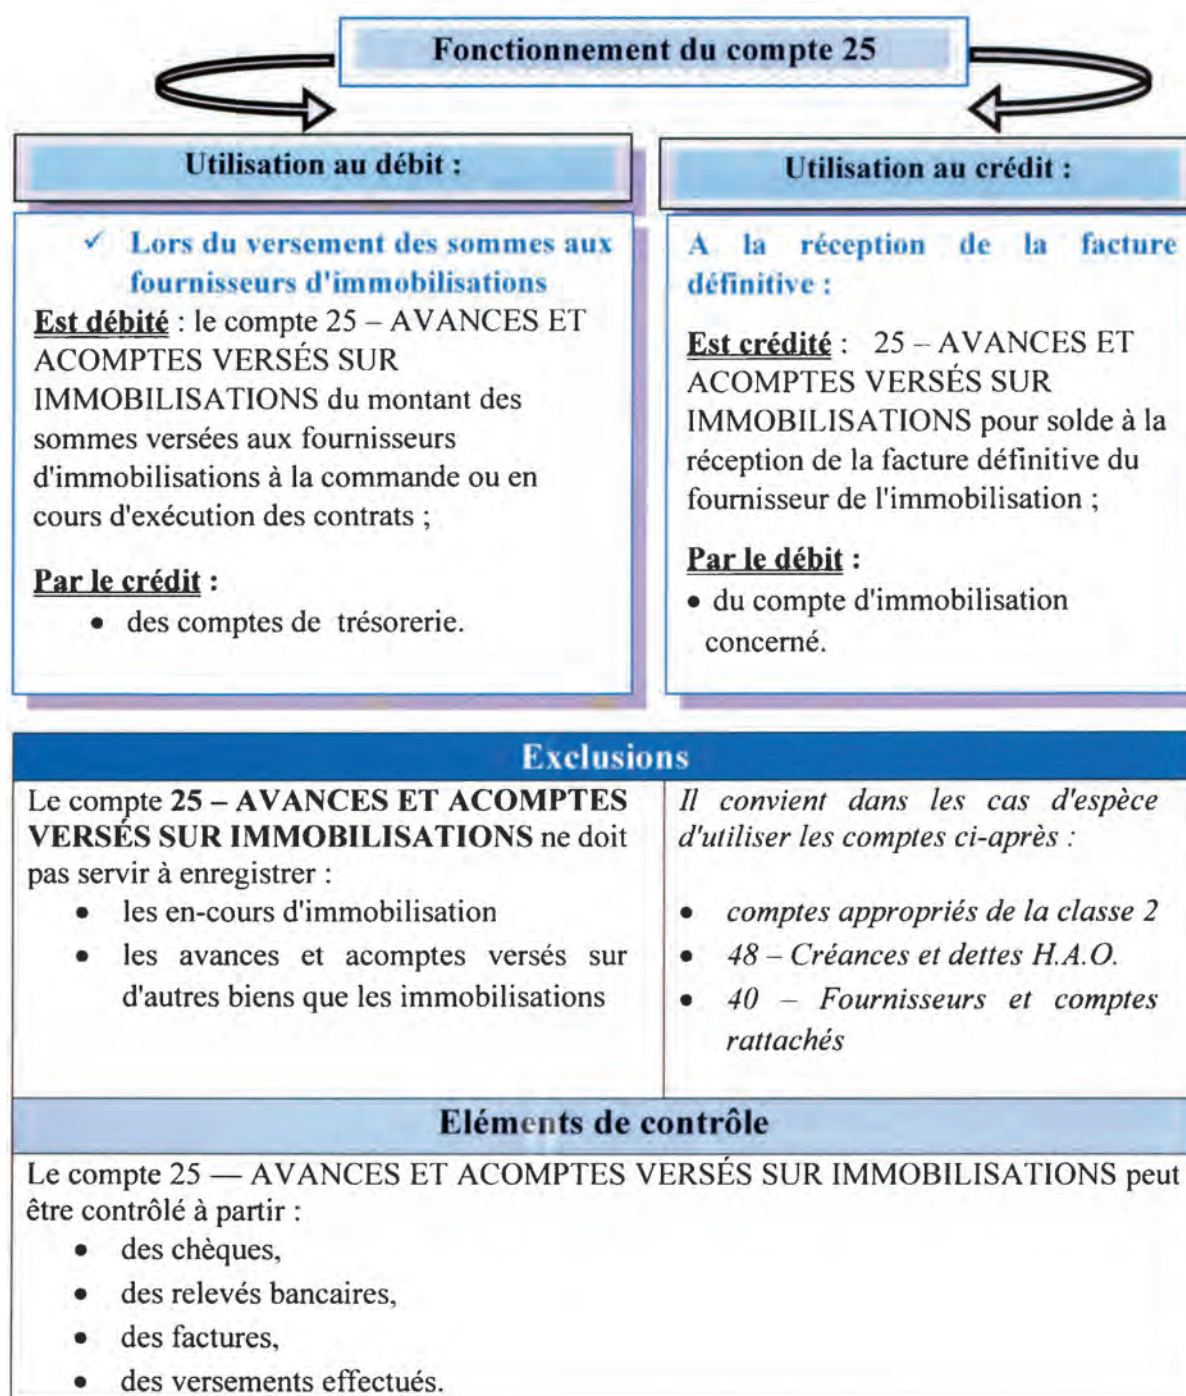 Fonctionnement du compte 25
Utilisation au débit :
✓ Lors du versement des sommes aux
fournisseurs d'immobilisations
Est débité : le compte 25 – AVANCES ET
ACOMPTES VERSÉS SUR
IMMOBILISATIONS du montant des
sommes versées aux fournisseurs
d'immobilisations à la commande ou en
cours d'exécution des contrats ;
Par le crédit :
• des comptes de trésorerie.
Utilisation au crédit :
A la réception de la facture
définitive :
Est crédité : 25 – AVANCES ET
ACOMPTES VERSÉS SUR
IMMOBILISATIONS pour solde à la
réception de la facture définitive du
fournisseur de l'immobilisation ;
Par le débit :
• du compte d'immobilisation
concerné.
Exclusions
Le compte 25 – AVANCES ET ACOMPTES
VERSÉS SUR IMMOBILISATIONS ne doit
pas servir à enregistrer :
• les en-cours d'immobilisation
• les avances et acomptes versés sur
d'autres biens que les immobilisations
Il convient dans les cas d'espèce
d'utiliser les comptes ci-après :
• comptes appropriés de la classe 2
• 48 – Créances et dettes H.A.O.
• 40 – Fournisseurs et comptes
rattachés
Eléments de contrôle
Le compte 25 — AVANCES ET ACOMPTES VERSÉS SUR IMMOBILISATIONS peut
être contrôlé à partir :
• des chèques,
• des relevés bancaires,
• des factures,
• des versements effectués.